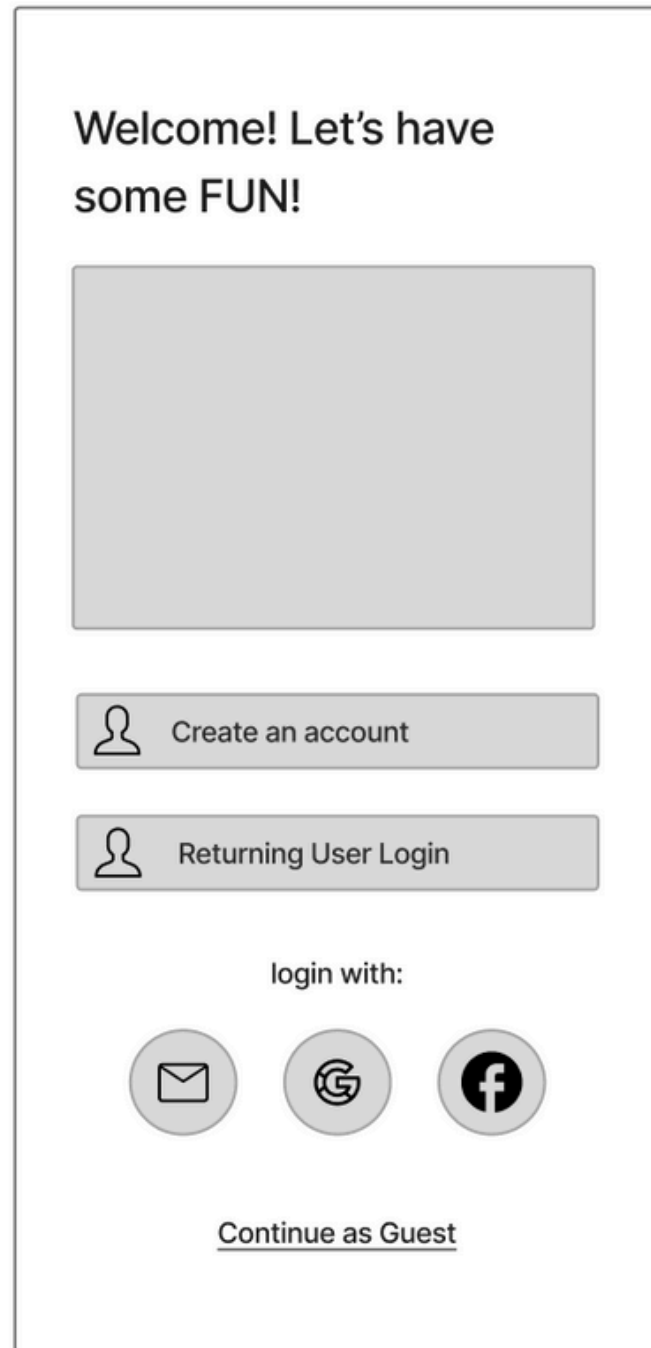 Welcome! Let’s have
some FUN!
Create an account
Returning User Login
login with:
Continue as Guest